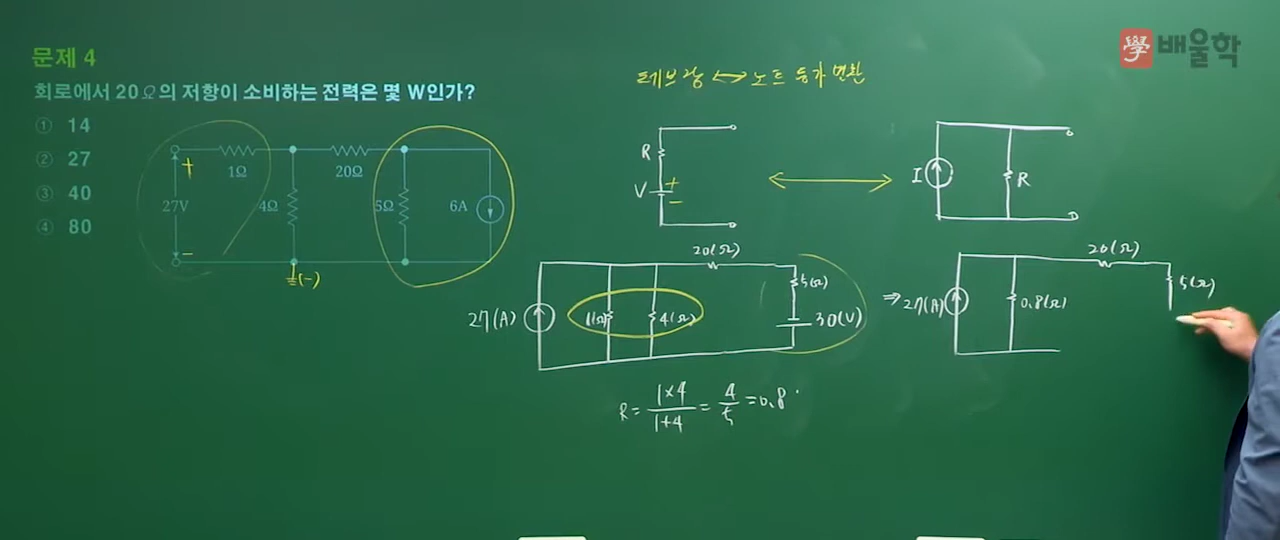 學 배울학
문제 4
회로에서 20Ω의 저항이 소비하는 전력은 몇 W인가?
① 14
② 27
③ 40
④ 80
+
27V
-
1Ω
4Ω
20Ω
5Ω
6A
(-)
테브난 ↔ 노트 등가 변환
R
V
+
-
I
R
27(A)
1(Ω)
4(Ω)
20(Ω)
5(Ω)
30(V)
⇒ 27(A)
0.8(Ω)
20(Ω)
5(Ω)
R = 1×4/1+4 = 4/5 = 0.8